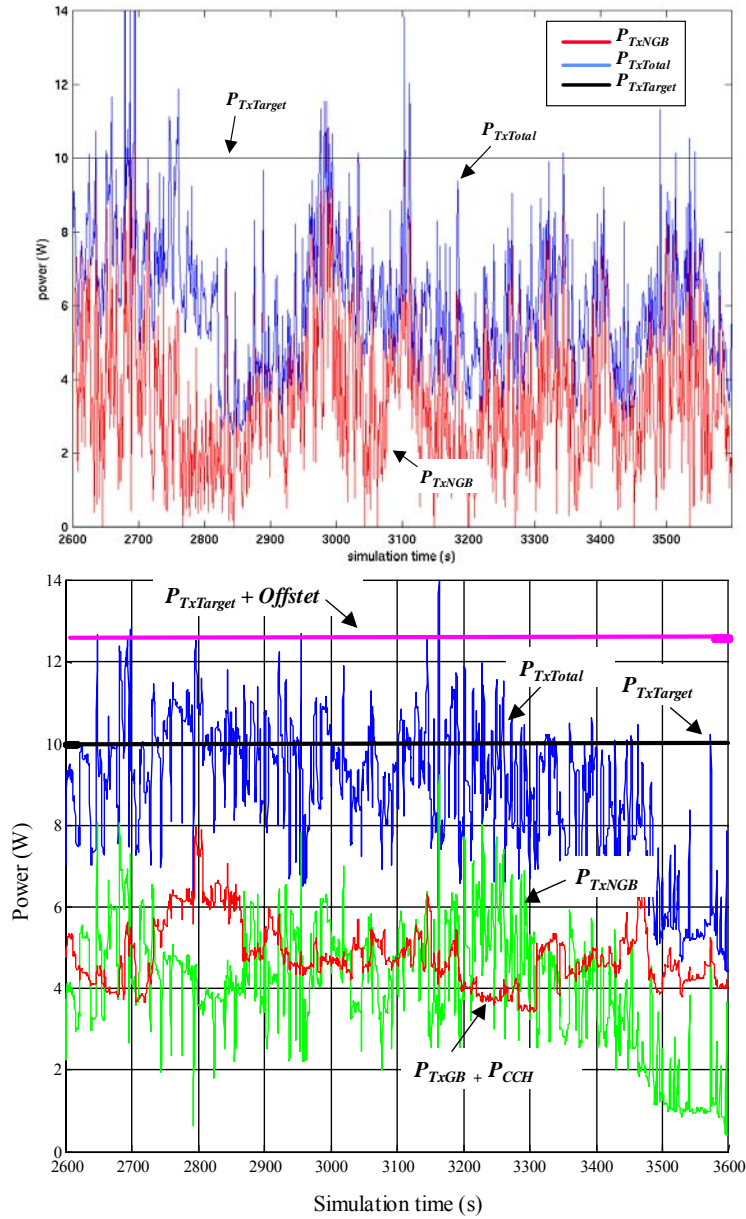 14
12
10
8
6
4
2
0
power (W)
P_TxNGB
P_TxTotal
P_TxTarget
P_TxTarget
P_TxTotal
P_TxNGB
2600 2700 2800 2900 3000 3100 3200 3300 3400 3500
simulation time (s)
14
12
10
8
6
4
2
0
Power (W)
P_TxTarget + Offstet
P_TxTotal
P_TxTarget
P_TxNGB
P_TxGB + P_CCH
2600 2700 2800 2900 3000 3100 3200 3300 3400 3500 3600
Simulation time (s)